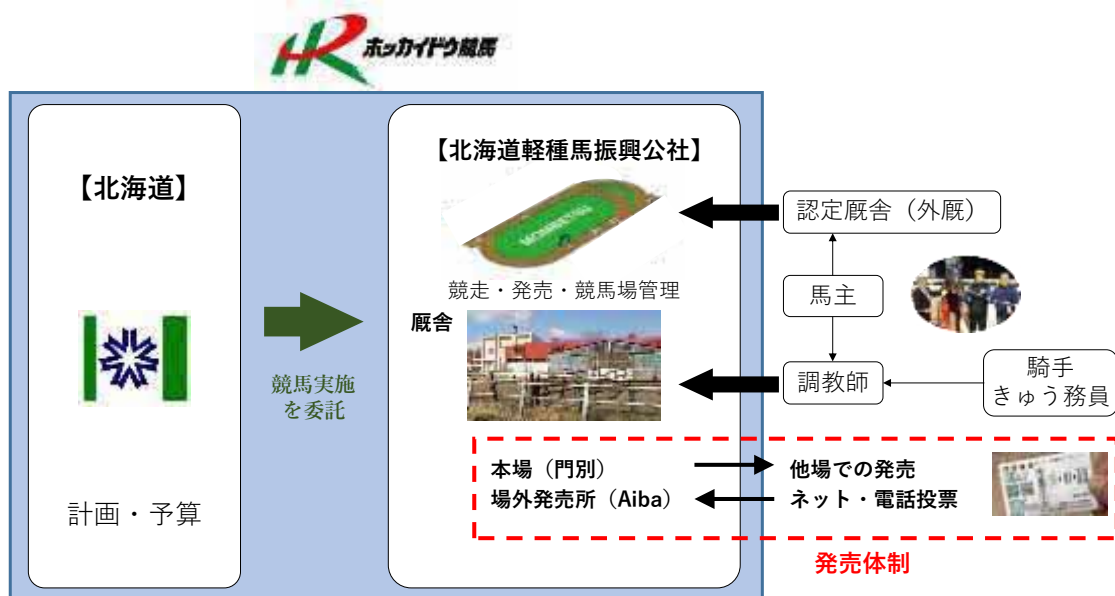 ホッカイドウ競馬
【北海道】
計画・予算
競馬実施
を委託
【北海道軽種馬振興公社】
MONBETSU
競走・発売・競馬場管理
厩舎
認定厩舎（外厩）
馬主
調教師
騎手
きゅう務員
本場（門別）
他場での発売
場外発売所（Aiba）
ネット・電話投票
発売体制